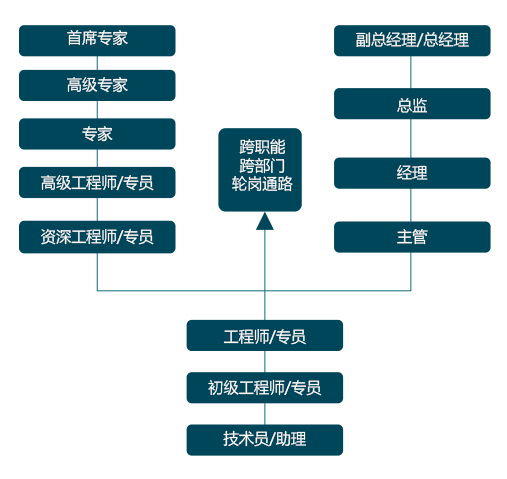 首席专家
高级专家
专家
高级工程师/专员
资深工程师/专员
跨职能
跨部门
轮岗通路
副总经理/总经理
总监
经理
主管
工程师/专员
初级工程师/专员
技术员/助理